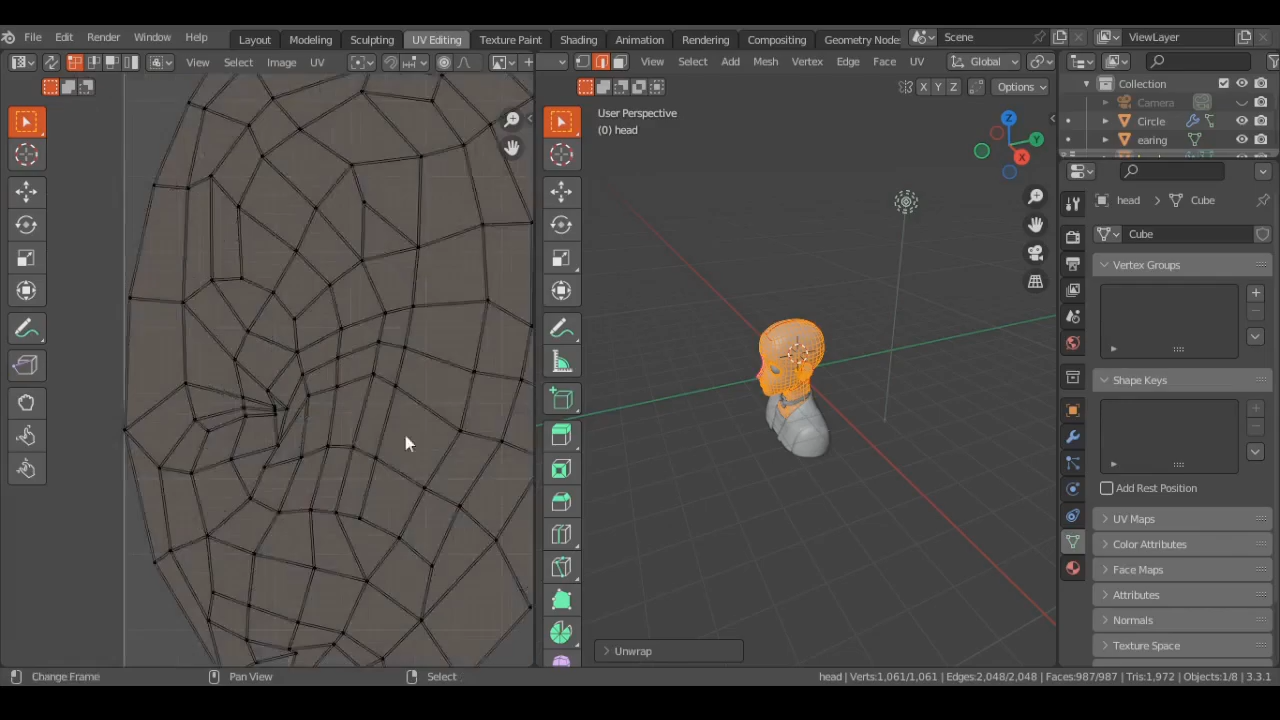 File Edit Render Window Help Layout Modeling Sculpting UV Editing Texture Paint Shading Animation Rendering Compositing Geometry Node Scene ViewLayer
View Select Image UV View Select Add Mesh Vertex Edge Face UV Global
X Y Z Options
Collection
Camera
Circle
earing
User Perspective
(0) head
Z
Y
X
head > Cube
Cube
Vertex Groups
Shape Keys
Add Rest Position
UV Maps
Color Attributes
Face Maps
Attributes
Normals
Texture Space
Unwrap
Change Frame Pan View Select head | Verts:1,061/1,061 | Edges:2,048/2,048 | Faces:987/987 | Tris:1,972 | Objects:1/8 | 3.3.1